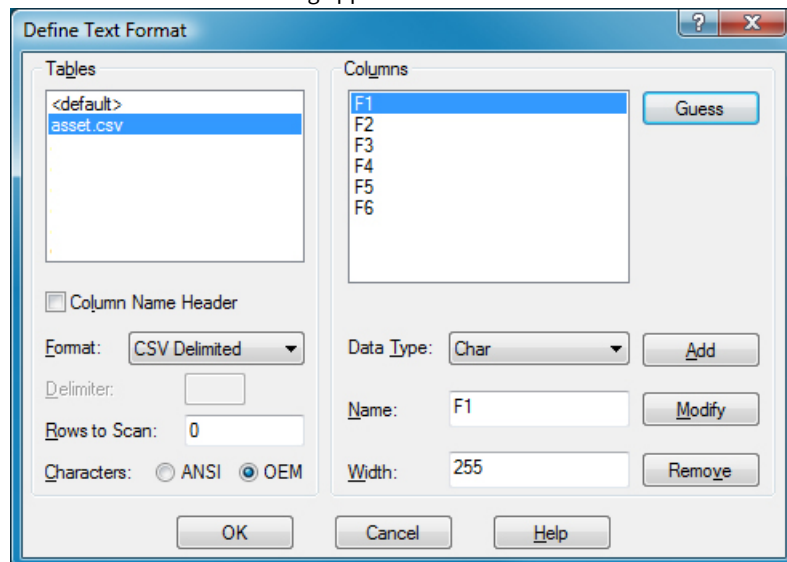 Define Text Format
Tables
<default>
asset.csv
Column Name Header
Format: CSV Delimited
Delimiter:
Rows to Scan: 0
Characters: ANSI OEM
Columns
F1
F2
F3
F4
F5
F6
Guess
Data Type: Char Add
Name: F1 Modify
Width: 255 Remove
OK Cancel Help